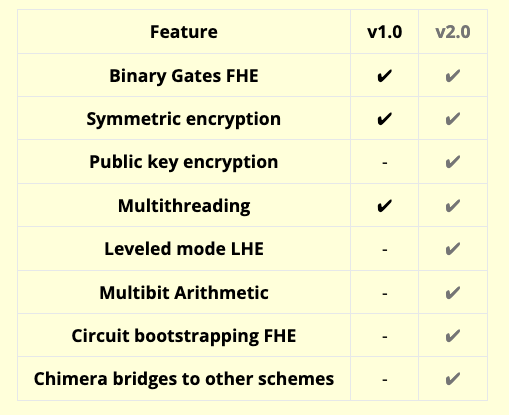 Feature v1.0 v2.0
Binary Gates FHE ✔ ✔
Symmetric encryption ✔ ✔
Public key encryption - ✔
Multithreading ✔ ✔
Leveled mode LHE - ✔
Multibit Arithmetic - ✔
Circuit bootstrapping FHE - ✔
Chimera bridges to other schemes - ✔